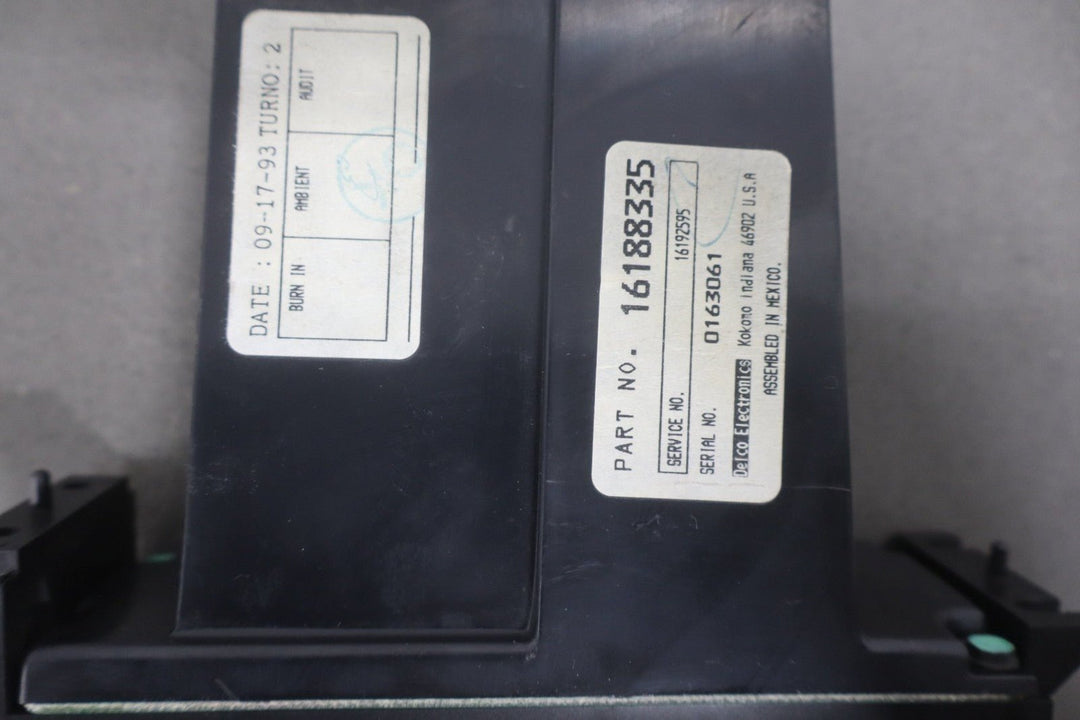 DATE : 09-17-93 TURNO: 2
BURN IN AMBIENT AUDIT
PART NO. 16188335
SERVICE NO. 16192595
SERIAL NO. 0163061
Delco Electronics Kokomo Indiana 46902 U.S.A
ASSEMBLED IN MEXICO.